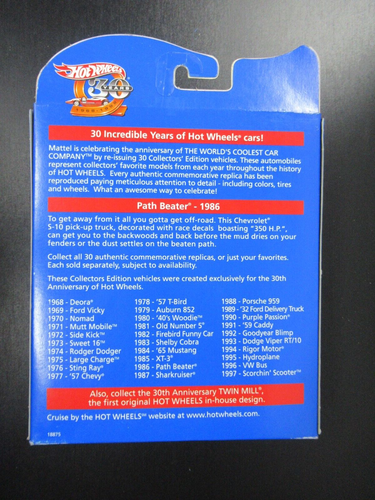 HOT WHEELS
30
YEARS
30 Incredible Years of Hot Wheels® cars!
Mattel is celebrating the anniversary of THE WORLD'S COOLEST CAR
COMPANY™ by re-issuing 30 Collectors' Edition vehicles. These automobiles
represent collectors' favorite models from each year throughout the history
of HOT WHEELS. Every authentic commemorative replica has been
reproduced paying meticulous attention to detail - including colors, tires
and wheels. What an awesome way to celebrate!
Path Beater® - 1986
To get away from it all you gotta get off-road. This Chevrolet®
S-10 pick-up truck, decorated with race decals boasting "350 H.P.",
can get you to the backwoods and back before the mud dries on your
fenders or the dust settles on the beaten path.
Collect all 30 authentic commemorative replicas, or just your favorites.
Each sold separately, subject to availability.
These Collectors Edition vehicles were created exclusively for the 30th
Anniversary of Hot Wheels.
1968 - Deora® 1978 - '57 T-Bird 1988 - Porsche 959
1969 - Ford Vicky 1979 - Auburn 852 1989 - '32 Ford Delivery Truck
1970 - Nomad 1980 - '40's Woodie™ 1990 - Purple Passion®
1971 - Mutt Mobile™ 1981 - Old Number 5® 1991 - '59 Caddy
1972 - Side Kick™ 1982 - Firebird Funny Car 1992 - Goodyear Blimp
1973 - Sweet 16™ 1983 - Shelby Cobra 1993 - Dodge Viper RT/10
1974 - Rodger Dodger 1984 - '65 Mustang 1994 - Rigor Motor®
1975 - Large Charge™ 1985 - XT-3® 1995 - Hydroplane
1976 - Sting Ray® 1986 - Path Beater® 1996 - VW Bus
1977 - '57 Chevy® 1987 - Sharkruiser® 1997 - Scorchin' Scooter™
Also, collect the 30th Anniversary TWIN MILL®,
the first original HOT WHEELS in-house design.
Cruise by the HOT WHEELS™ website at www.hotwheels.com.
18875